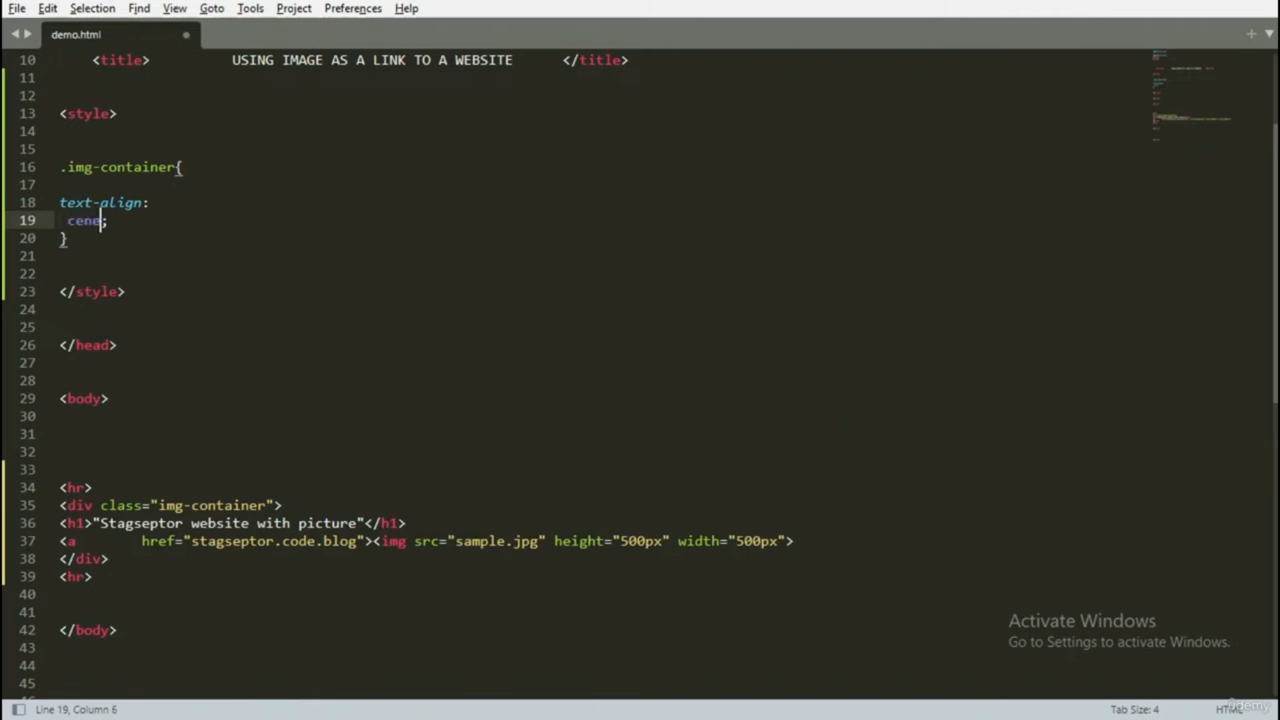 File Edit Selection Find View Goto Tools Project Preferences Help
demo.html
10 <title> USING IMAGE AS A LINK TO A WEBSITE </title>
11
12
13 <style>
14
15
16 .img-container{
17
18 text-align:
19 cene;
20 }
21
22
23 </style>
24
25
26 </head>
27
28
29 <body>
30
31
32
33
34 <hr>
35 <div class="img-container">
36 <h1>"Stagseptor website with picture"</h1>
37 <a href="stagseptor.code.blog"><img src="sample.jpg" height="500px" width="500px">
38 </div>
39 <hr>
40
41
42 </body>
43
44
45
Activate Windows
Go to Settings to activate Windows.
Line 19, Column 6 Tab Size: 4 HTML